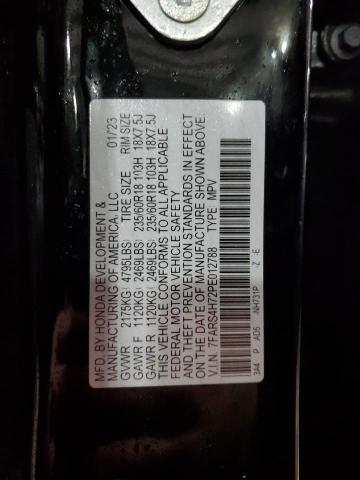 MFD. BY HONDA DEVELOPMENT &
MANUFACTURING OF AMERICA, LLC 01/23
GVWR 2175KG( 4795LBS) TIRE SIZE RIM SIZE
GAWR F 1120KG( 2469LBS) 235/60R18 103H 18X7.5J
GAWR R 1120KG( 2469LBS) 235/60R18 103H 18X7.5J
THIS VEHICLE CONFORMS TO ALL APPLICABLE
FEDERAL MOTOR VEHICLE SAFETY
AND THEFT PREVENTION STANDARDS IN EFFECT
ON THE DATE OF MANUFACTURE SHOWN ABOVE.
V.I.N. 7FARS4H72PE012788 TYPE MPV
3A4 P AD5 -NH731P -Z -E